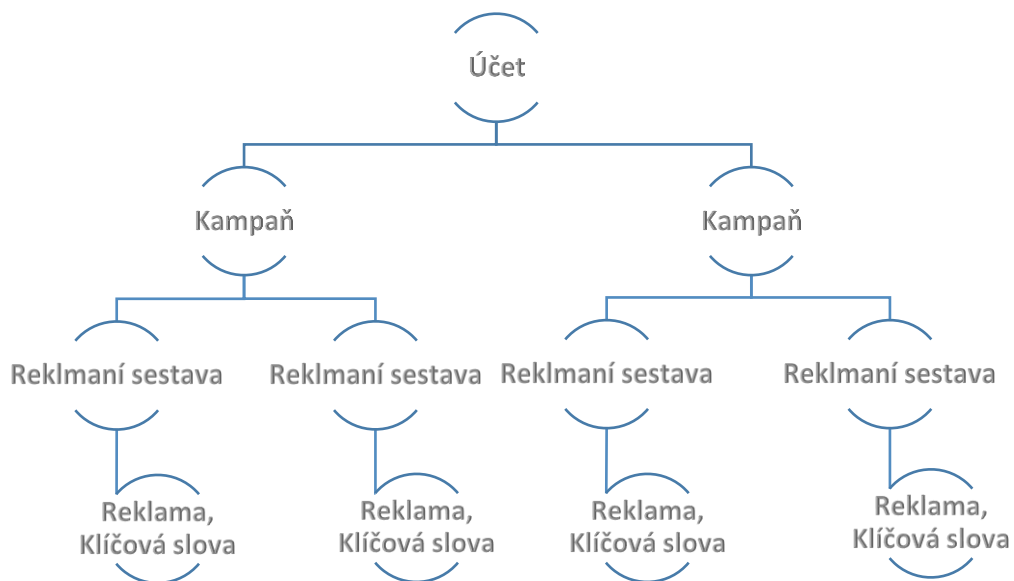 Účet
Kampaň
Kampaň
Reklmaní sestava
Reklmaní sestava
Reklmaní sestava
Reklmaní sestava
Reklama,
Klíčová slova
Reklama,
Klíčová slova
Reklama,
Klíčová slova
Reklama,
Klíčová slova